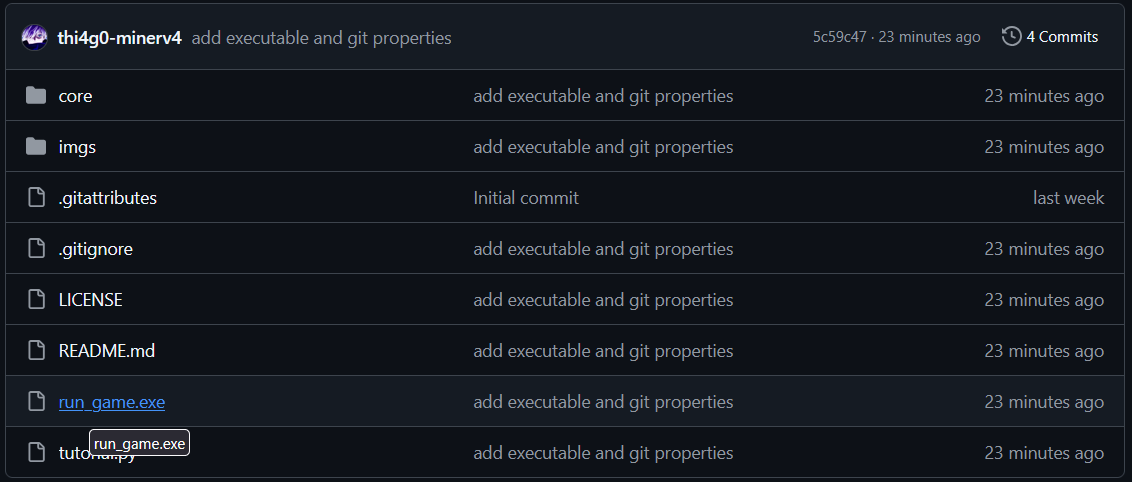 thi4g0-minerv4 add executable and git properties 5c59c47 · 23 minutes ago 4 Commits
core add executable and git properties 23 minutes ago
imgs add executable and git properties 23 minutes ago
.gitattributes Initial commit last week
.gitignore add executable and git properties 23 minutes ago
LICENSE add executable and git properties 23 minutes ago
README.md add executable and git properties 23 minutes ago
run_game.exe add executable and git properties 23 minutes ago
run_game.exe
tutorial.py add executable and git properties 23 minutes ago